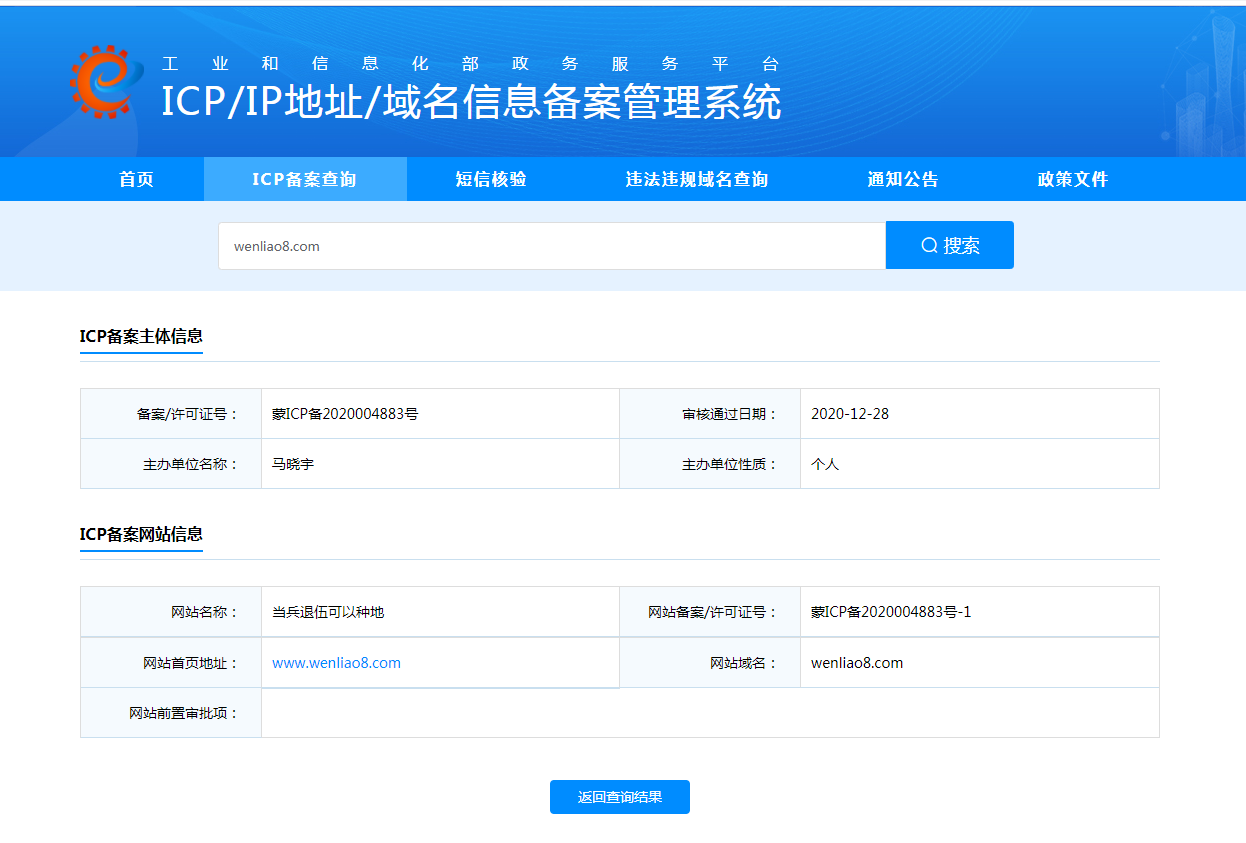 工业和信息化部政务服务平台
ICP/IP地址/域名信息备案管理系统
首页 ICP备案查询 短信核验 违法违规域名查询 通知公告 政策文件
wenliao8.com 搜索
ICP备案主体信息
备案/许可证号： 蒙ICP备2020004883号 审核通过日期： 2020-12-28
主办单位名称： 马晓宇 主办单位性质： 个人
ICP备案网站信息
网站名称： 当兵退伍可以种地 网站备案/许可证号： 蒙ICP备2020004883号-1
网站首页地址： www.wenliao8.com 网站域名： wenliao8.com
网站前置审批项：
返回查询结果